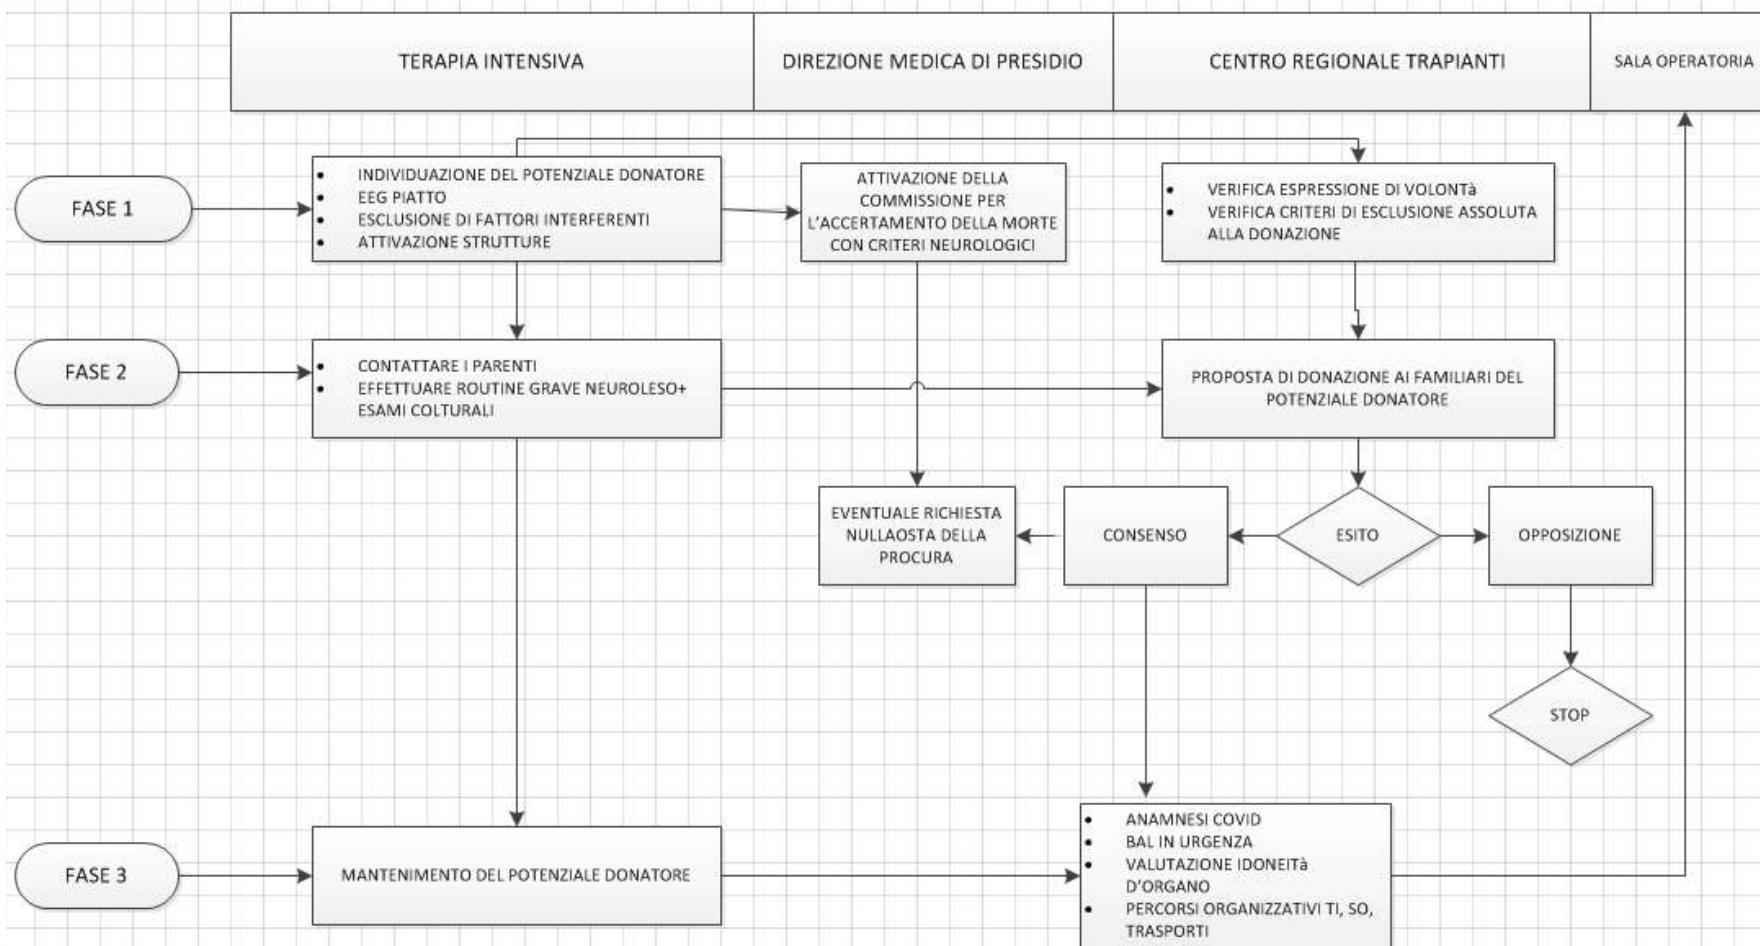 TERAPIA INTENSIVA
DIREZIONE MEDICA DI PRESIDIO
CENTRO REGIONALE TRAPIANTI
SALA OPERATORIA
FASE 1
• INDIVIDUAZIONE DEL POTENZIALE DONATORE
• EEG PIATTO
• ESCLUSIONE DI FATTORI INTERFERENTI
• ATTIVAZIONE STRUTTURE
ATTIVAZIONE DELLA
COMMISSIONE PER
L'ACCERTAMENTO DELLA MORTE
CON CRITERI NEUROLOGICI
• VERIFICA ESPRESSIONE DI VOLONTà
• VERIFICA CRITERI DI ESCLUSIONE ASSOLUTA
ALLA DONAZIONE
FASE 2
• CONTATTARE I PARENTI
• EFFETTUARE ROUTINE GRAVE NEUROLESO+
ESAMI COLTURALI
PROPOSTA DI DONAZIONE AI FAMILIARI DEL
POTENZIALE DONATORE
EVENTUALE RICHIESTA
NULLAOSTA DELLA
PROCURA
CONSENSO
ESITO
OPPOSIZIONE
STOP
FASE 3
MANTENIMENTO DEL POTENZIALE DONATORE
• ANAMNESI COVID
• BAL IN URGENZA
• VALUTAZIONE IDONEITà
D'ORGANO
• PERCORSI ORGANIZZATIVI TI, SO,
TRASPORTI